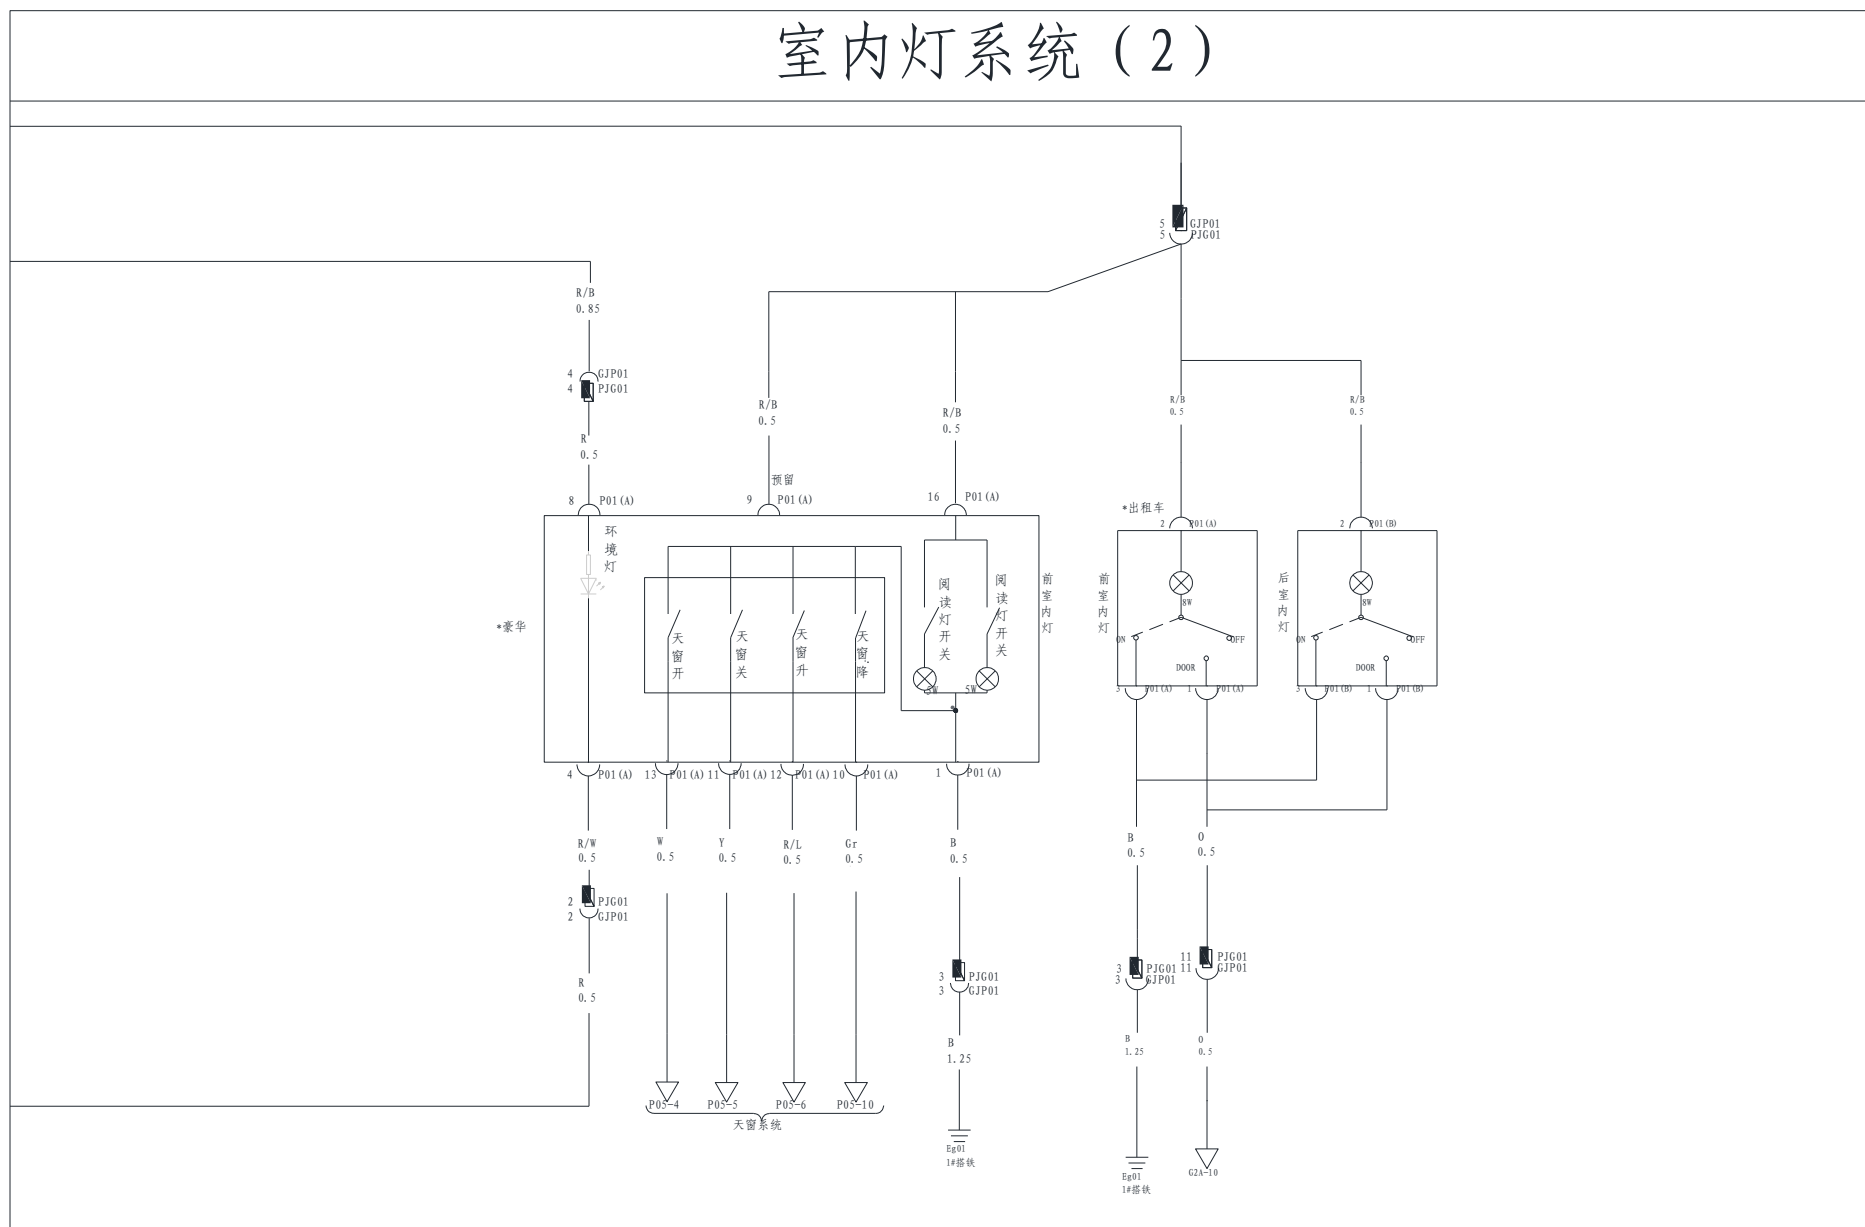 室内灯系统(2)
5 GJP01
5 PJG01
R/B
0.85
4 GJP01
4 PJG01
R/B
0.5
R/B
0.5
R/B
0.5
R/B
0.5
R
0.5
预留
8 P01(A)
9 P01(A)
16 P01(A)
*出租车
2 P01(A)
2 P01(B)
环境灯
*豪华
天窗开
天窗关
天窗升
天窗降
阅读灯开关
阅读灯开关
前室内灯
5W
5W
前室内灯
8W
ON
OFF
DOOR
后室内灯
8W
ON
OFF
DOOR
3 P01(A)
1 P01(A)
3 P01(B)
1 P01(B)
4 P01(A)
13 P01(A)
11 P01(A)
12 P01(A)
10 P01(A)
1 P01(A)
R/W
0.5
W
0.5
Y
0.5
R/L
0.5
Gr
0.5
B
0.5
B
0.5
O
0.5
2 PJG01
2 GJP01
3 PJG01
3 GJP01
3 PJG01
3 GJP01
11 PJG01
11 GJP01
R
0.5
B
1.25
B
1.25
O
0.5
P05-4
P05-5
P05-6
P05-10
天窗系统
Eg01
1#搭铁
Eg01
1#搭铁
G2A-10